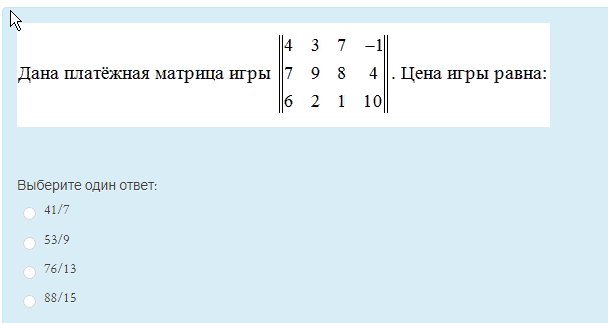 4 3 7 –1
Дана платёжная матрица игры 7 9 8 4 . Цена игры равна:
6 2 1 10
Выберите один ответ:
41/7
53/9
76/13
88/15